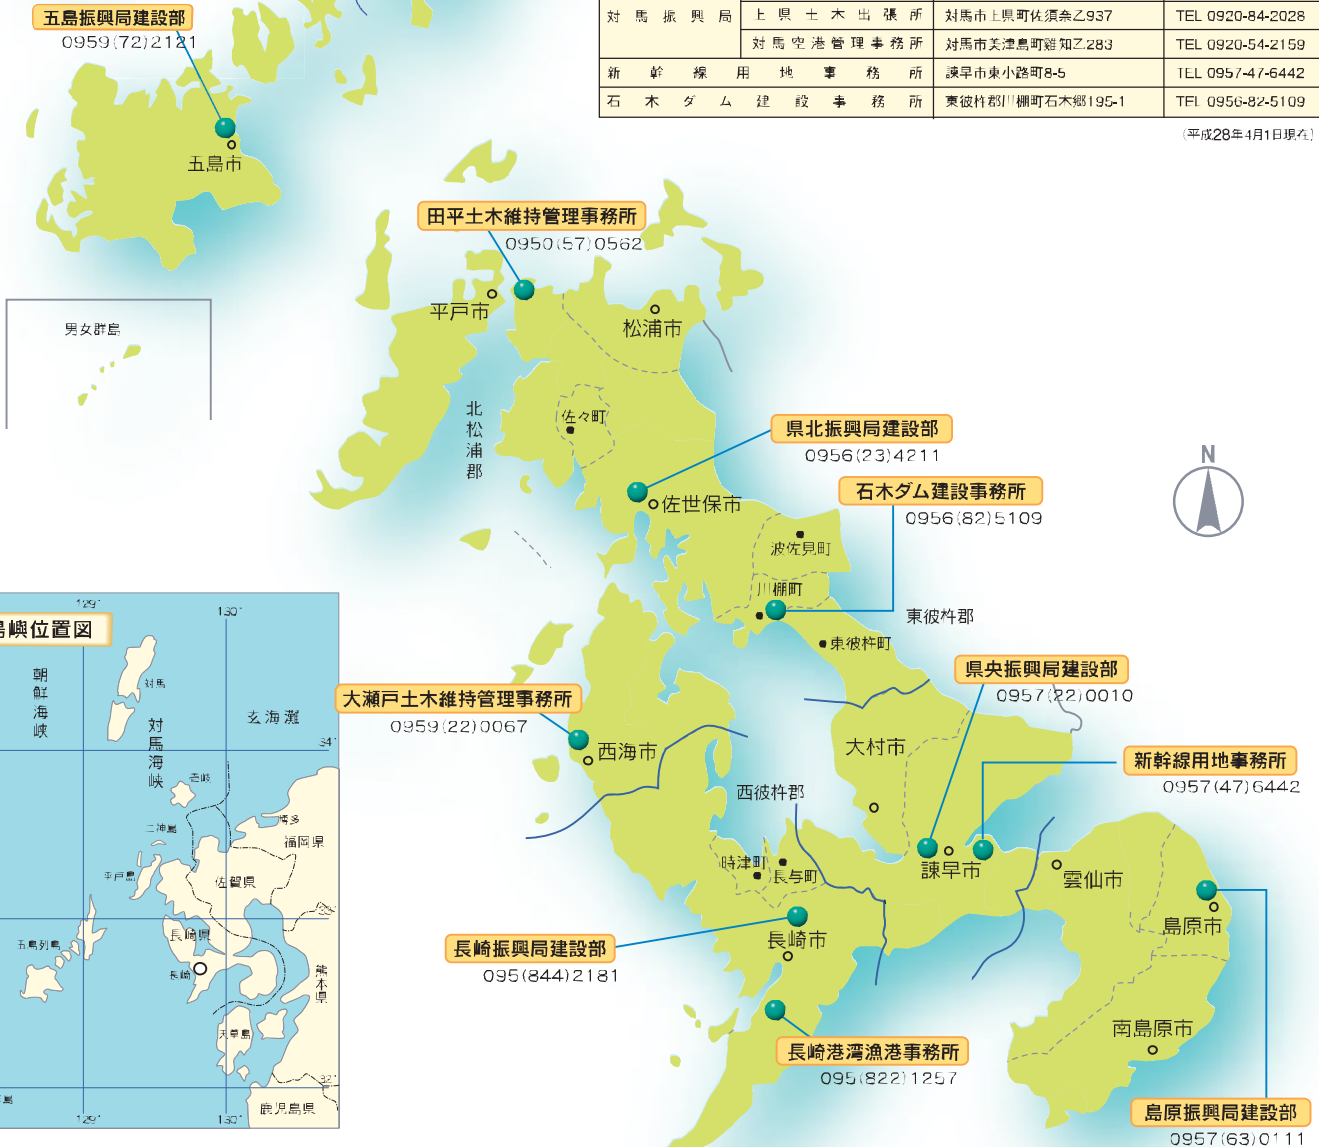 五島振興局建設部
0959(72)2121
五島市
対馬振興局
上県土木出張所 対馬市上県町佐須奈乙937 TEL 0920-84-2028
対馬空港管理事務所 対馬市美津島町雞知乙283 TEL 0920-54-2159
新幹線用地事務所 諫早市東小路町8-5 TEL 0957-47-6442
石木ダム建設事務所 東彼杵郡川棚町石木郷195-1 TEL 0956-82-5109
(平成28年4月1日現在)
田平土木維持管理事務所
0950(57)0562
平戸市
松浦市
男女群島
北松浦郡
佐々町
県北振興局建設部
0956(23)4211
N
石木ダム建設事務所
0956(82)5109
佐世保市
波佐見町
川棚町
東彼杵郡
東彼杵町
県央振興局建設部
0957(22)0010
大瀬戸土木維持管理事務所
0959(22)0067
西海市
大村市
新幹線用地事務所
0957(47)6442
西彼杵郡
時津町
長与町
諫早市
雲仙市
島原市
長崎振興局建設部
095(844)2181
長崎市
南島原市
長崎港湾漁港事務所
095(822)1257
島原振興局建設部
0957(63)0111
129°
130°
島嶼位置図
朝鮮海峡
対馬
対馬海峡
玄海灘
34°
壱岐
二神島
博多
福岡県
平戸島
佐賀県
33°
五島列島
長崎県
長崎
熊本県
天草島
32°
島
鹿児島県
129°
130°